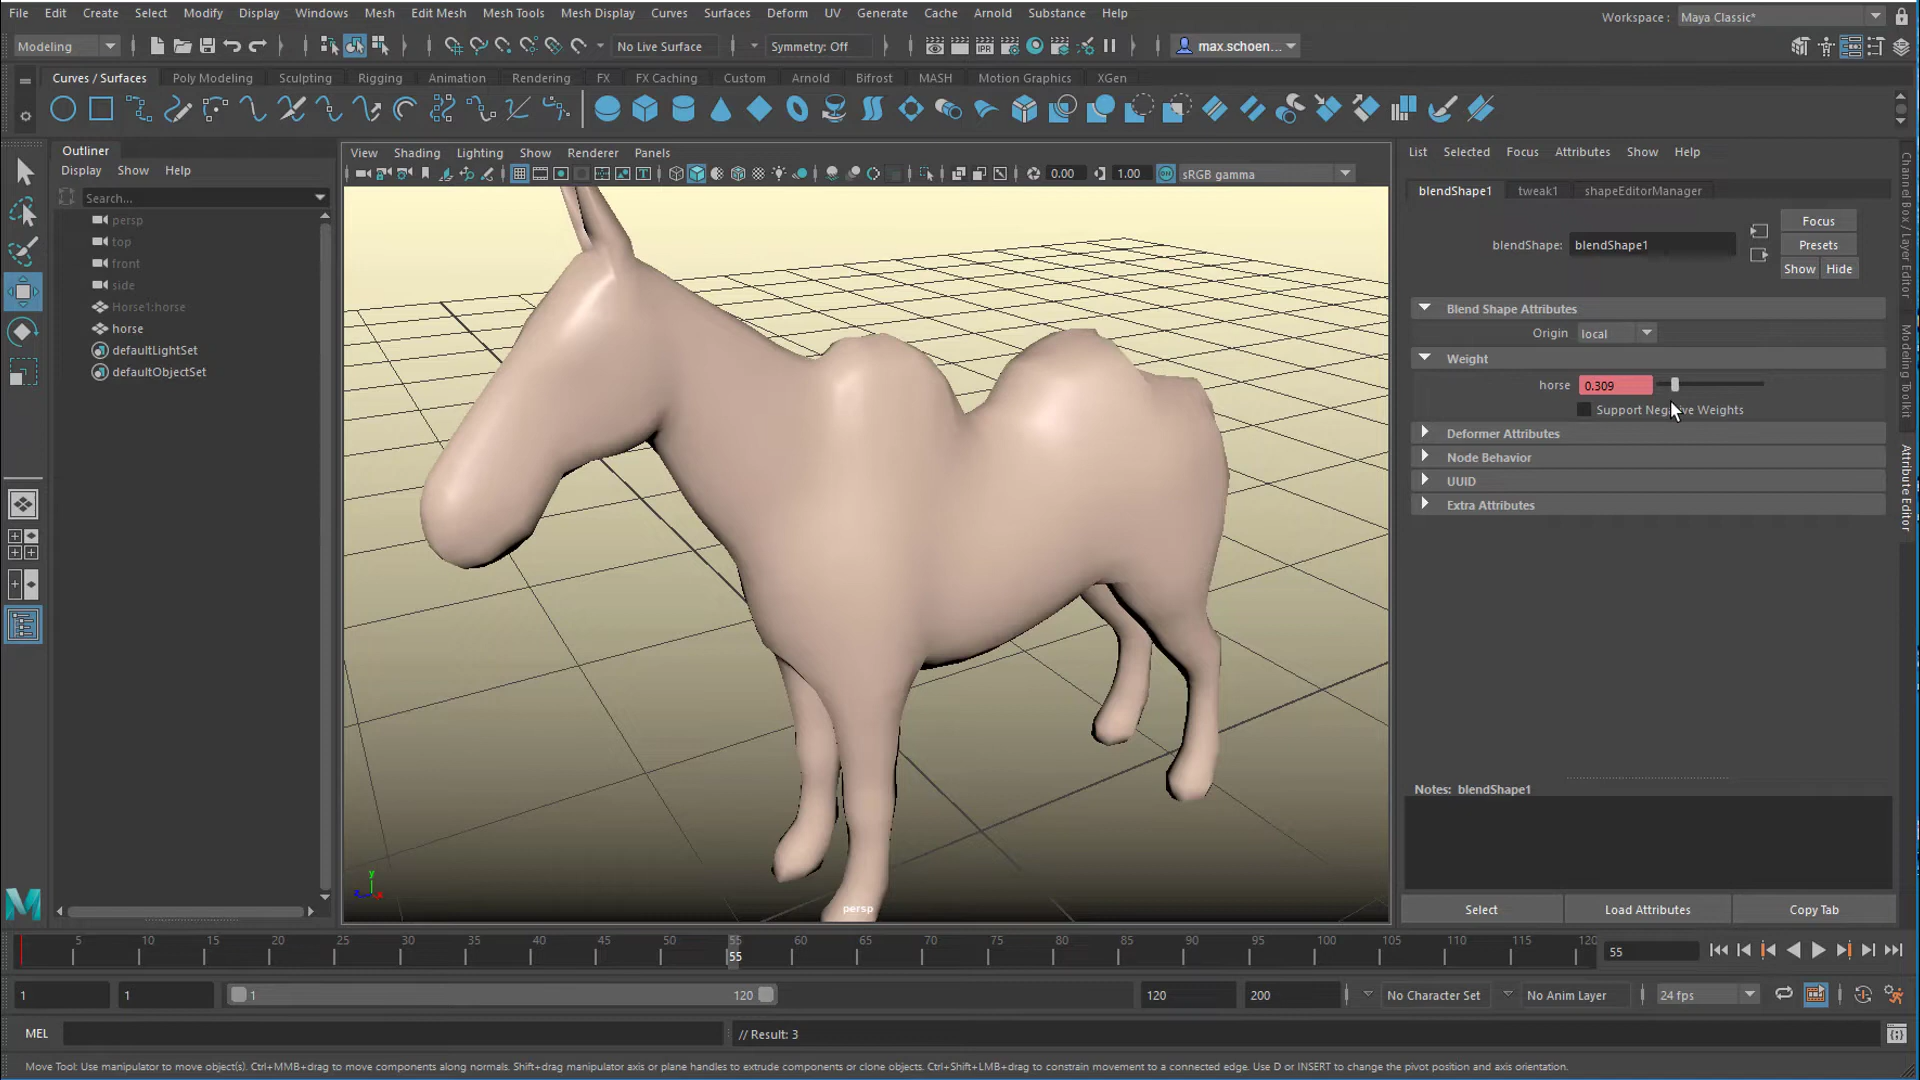 File Edit Create Select Modify Display Windows Mesh Edit Mesh Mesh Tools Mesh Display Curves Surfaces Deform UV Generate Cache Arnold Substance Help
Workspace : Maya Classic*
Modeling No Live Surface Symmetry: Off max.schoen...
Curves / Surfaces Poly Modeling Sculpting Rigging Animation Rendering FX FX Caching Custom Arnold Bifrost MASH Motion Graphics XGen
Outliner
Display Show Help
Search...
persp
top
front
side
Horse1:horse
horse
defaultLightSet
defaultObjectSet
View Shading Lighting Show Renderer Panels
IPR
0.00 1.00 sRGB gamma
persp
y
z
x
List Selected Focus Attributes Show Help
blendShape1 tweak1 shapeEditorManager
Focus
blendShape: blendShape1 Presets
Show Hide
Blend Shape Attributes
Origin local
Weight
horse 0.309
Support Negative Weights
Deformer Attributes
Node Behavior
UUID
Extra Attributes
Notes: blendShape1
Select Load Attributes Copy Tab
Channel Box / Layer Editor
Modeling Toolkit
Attribute Editor
5 10 15 20 25 30 35 40 45 50 55 60 65 70 75 80 85 90 95 100 105 110 115 120
55 55
1 1 1 120 120 200 No Character Set No Anim Layer 24 fps
MEL // Result: 3
Move Tool: Use manipulator to move object(s). Ctrl+MMB+drag to move components along normals. Shift+drag manipulator axis or plane handles to extrude components or clone objects. Ctrl+Shift+LMB+drag to constrain movement to a connected edge. Use D or INSERT to change the pivot position and axis orientation.